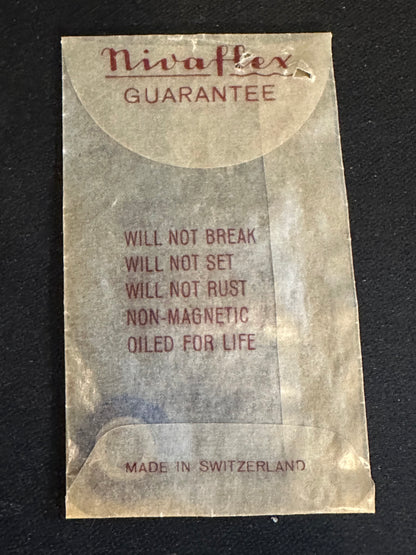 Nivaflex
GUARANTEE
WILL NOT BREAK
WILL NOT SET
WILL NOT RUST
NON-MAGNETIC
OILED FOR LIFE
MADE IN SWITZERLAND